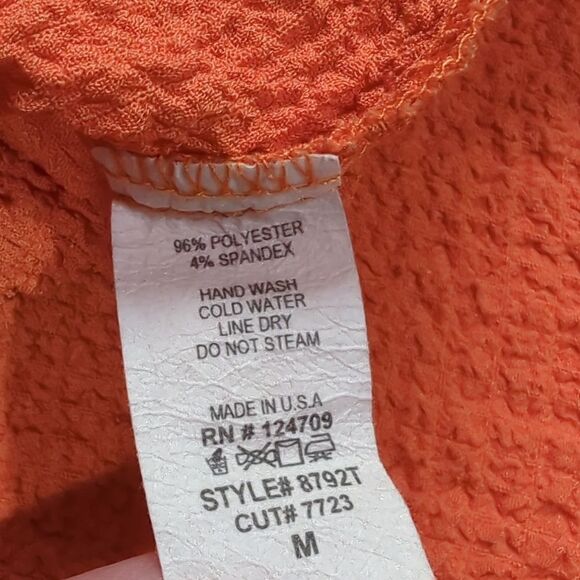 96% POLYESTER
4% SPANDEX
HAND WASH
COLD WATER
LINE DRY
DO NOT STEAM
MADE IN U.S.A
RN # 124709
STYLE# 8792T
CUT# 7723
M